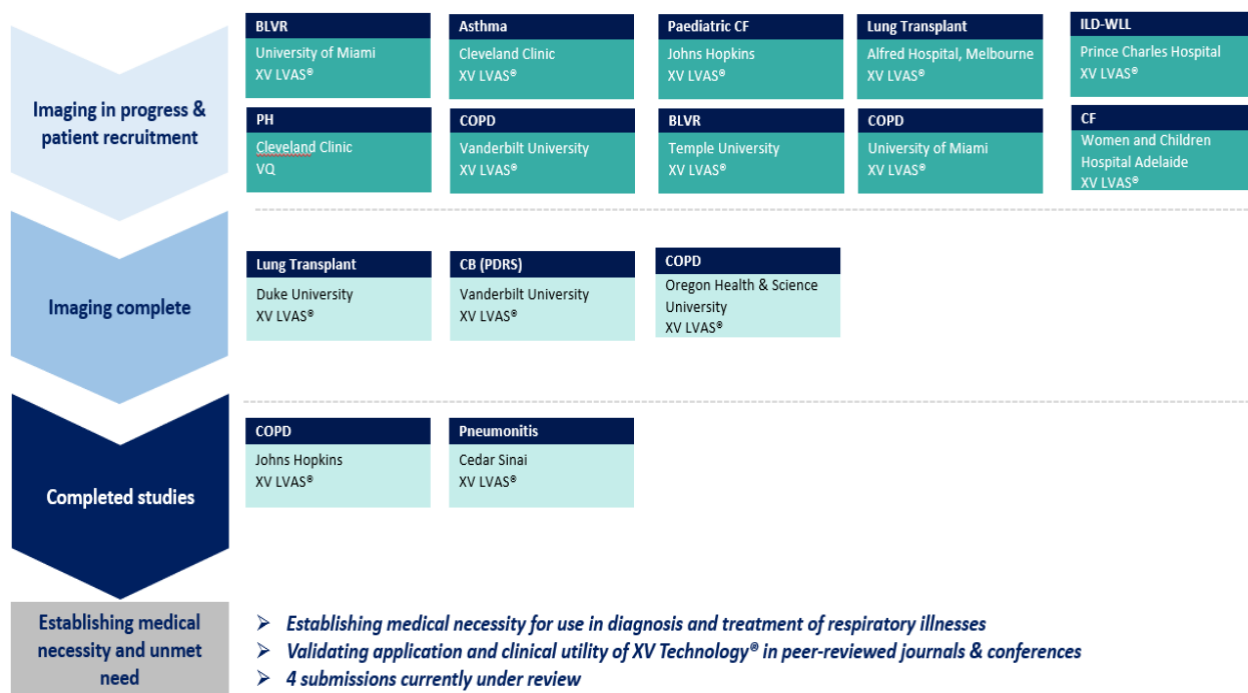 Imaging in progress &
patient recruitment
BLVR
University of Miami
XV LVAS®
Asthma
Cleveland Clinic
XV LVAS®
Paediatric CF
Johns Hopkins
XV LVAS®
Lung Transplant
Alfred Hospital, Melbourne
XV LVAS®
ILD-WLL
Prince Charles Hospital
XV LVAS®
PH
Cleveland Clinic
VQ
COPD
Vanderbilt University
XV LVAS®
BLVR
Temple University
XV LVAS®
COPD
University of Miami
XV LVAS®
CF
Women and Children
Hospital Adelaide
XV LVAS®
Imaging complete
Lung Transplant
Duke University
XV LVAS®
CB (PDRS)
Vanderbilt University
XV LVAS®
COPD
Oregon Health & Science
University
XV LVAS®
Completed studies
COPD
Johns Hopkins
XV LVAS®
Pneumonitis
Cedar Sinai
XV LVAS®
Establishing medical
necessity and unmet
need
➤ Establishing medical necessity for use in diagnosis and treatment of respiratory illnesses
➤ Validating application and clinical utility of XV Technology® in peer-reviewed journals & conferences
➤ 4 submissions currently under review